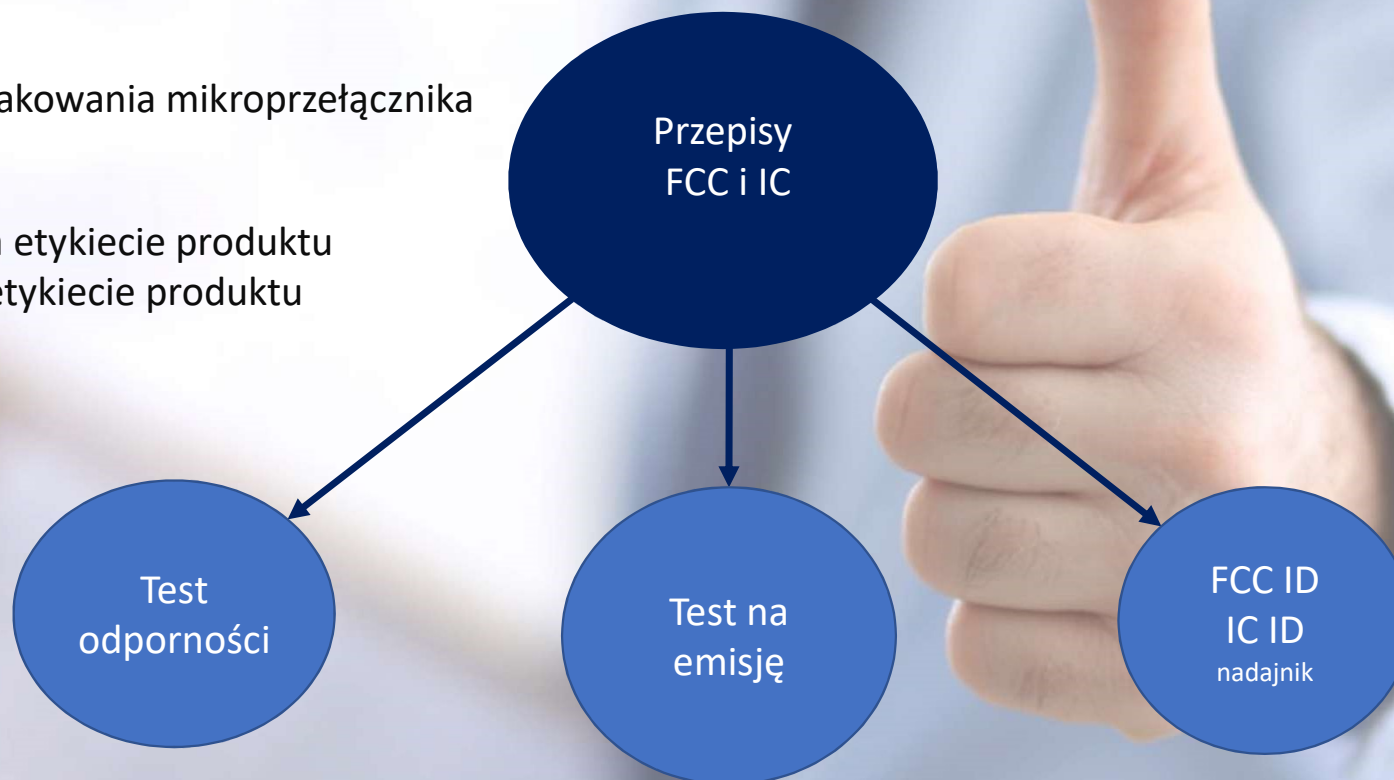 akowania mikroprzełącznika
etykiecie produktu
etykiecie produktu
Przepisy
FCC i IC
Test
odporności
Test na
emisję
FCC ID
IC ID
nadajnik